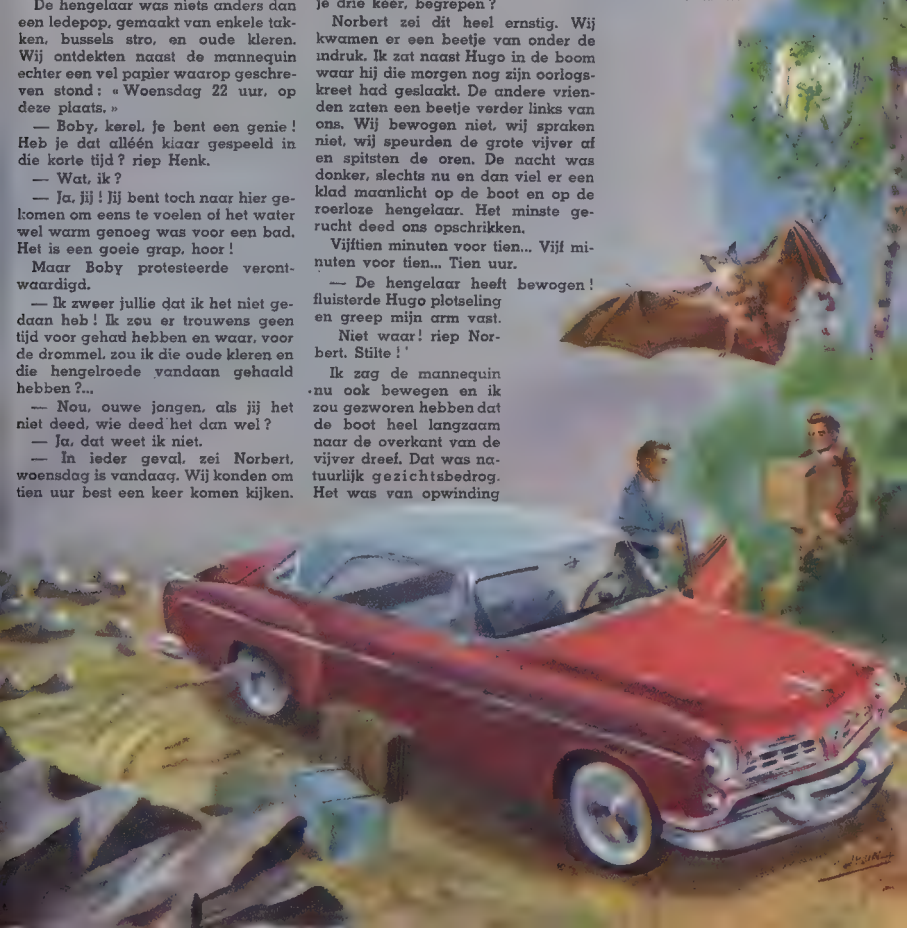 De hengelaar was niets anders dan
een ledepop, gemaakt van enkele tak-
ken, bussels stro, en oude kleren.
Wij ontdekten naast de mannequin
echter een vel papier waarop geschre-
ven stond : « Woensdag 22 uur, op
deze plaats. »
— Boby, kerel, je bent een genie !
Heb je dat alléén klaar gespeeld in
die korte tijd ? riep Henk.
— Wat, ik ?
— Ja, jij ! Jij bent toch naar hier ge-
komen om eens te voelen of het water
wel warm genoeg was voor een bad.
Het is een goeie grap, hoor !
Maar Boby protesteerde veront-
waardigd.
— Ik zweer jullie dat ik het niet ge-
daan heb ! Ik zou er trouwens geen
tijd voor gehad hebben en waar, voor
de drommel, zou ik die oude kleren en
die hengelroede vandaan gehaald
hebben ?...
— Nou, ouwe jongen, als jij het
niet deed, wie deed het dan wel ?
— Ja, dat weet ik niet.
— In ieder geval, zei Norbert,
woensdag is vandaag. Wij konden om
tien uur best een keer komen kijken.
je drie keer, begrepen ?
Norbert zei dit heel ernstig. Wij
kwamen er een beetje van onder de
indruk. Ik zat naast Hugo in de boom
waar hij die morgen nog zijn oorlogs-
kreet had geslaakt. De andere vrien-
den zaten een beetje verder links van
ons. Wij bewogen niet, wij spraken
niet, wij speurden de grote vijver af
en spitsten de oren. De nacht was
donker, slechts nu en dan viel er een
klad maanlicht op de boot en op de
roerloze hengelaar. Het minste ge-
rucht deed ons opschrikken.
Vijftien minuten voor tien... Vijf mi-
nuten voor tien... Tien uur.
— De hengelaar heeft bewogen !
fluisterde Hugo plotseling
en greep mijn arm vast.
Niet waar ! riep Nor-
bert. Stilte ! '
Ik zag de mannequin
nu ook bewegen en ik
zou gezworen hebben dat
de boot heel langzaam
naar de overkant van de
vijver dreef. Dat was na-
tuurlijk gezichtsbedrog.
Het was van opwinding